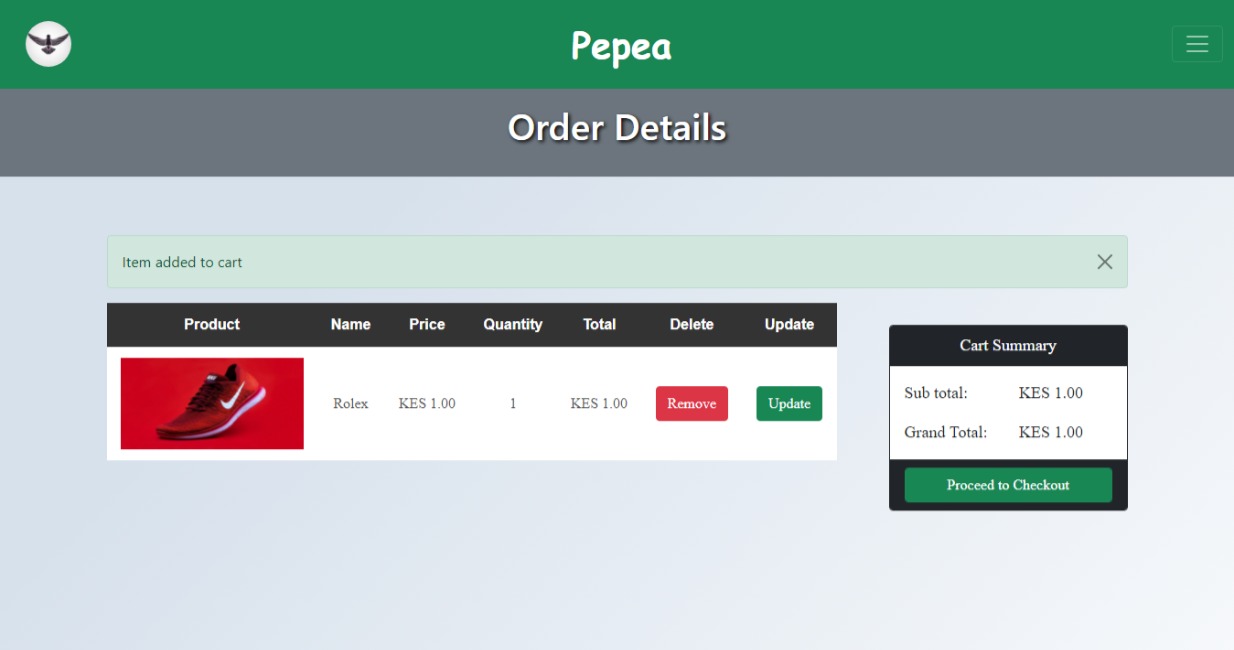 Pepea
Order Details
Item added to cart
Product Name Price Quantity Total Delete Update
Rolex KES 1.00 1 KES 1.00 Remove Update
Cart Summary
Sub total: KES 1.00
Grand Total: KES 1.00
Proceed to Checkout